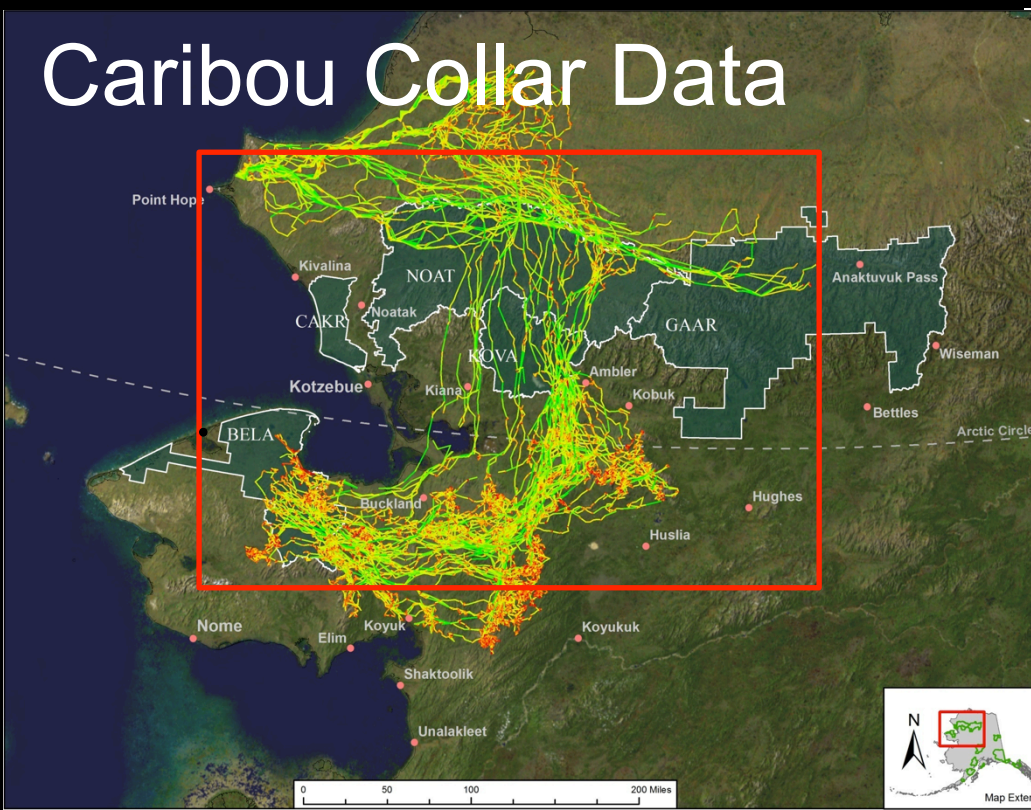 Caribou Collar Data
Point Hope
Kivalina
NOAT
Anaktuvuk Pass
CAKR
Noatak
GAAR
KOVA
Wiseman
Ambler
Kotzebue
Kiana
Kobuk
Bettles
BELA
Arctic Circle
Buckland
Hughes
Huslia
Nome
Koyuk
Koyukuk
Elim
Shaktoolik
Unalakleet
N
0 50 100 200 Miles
Map Exten